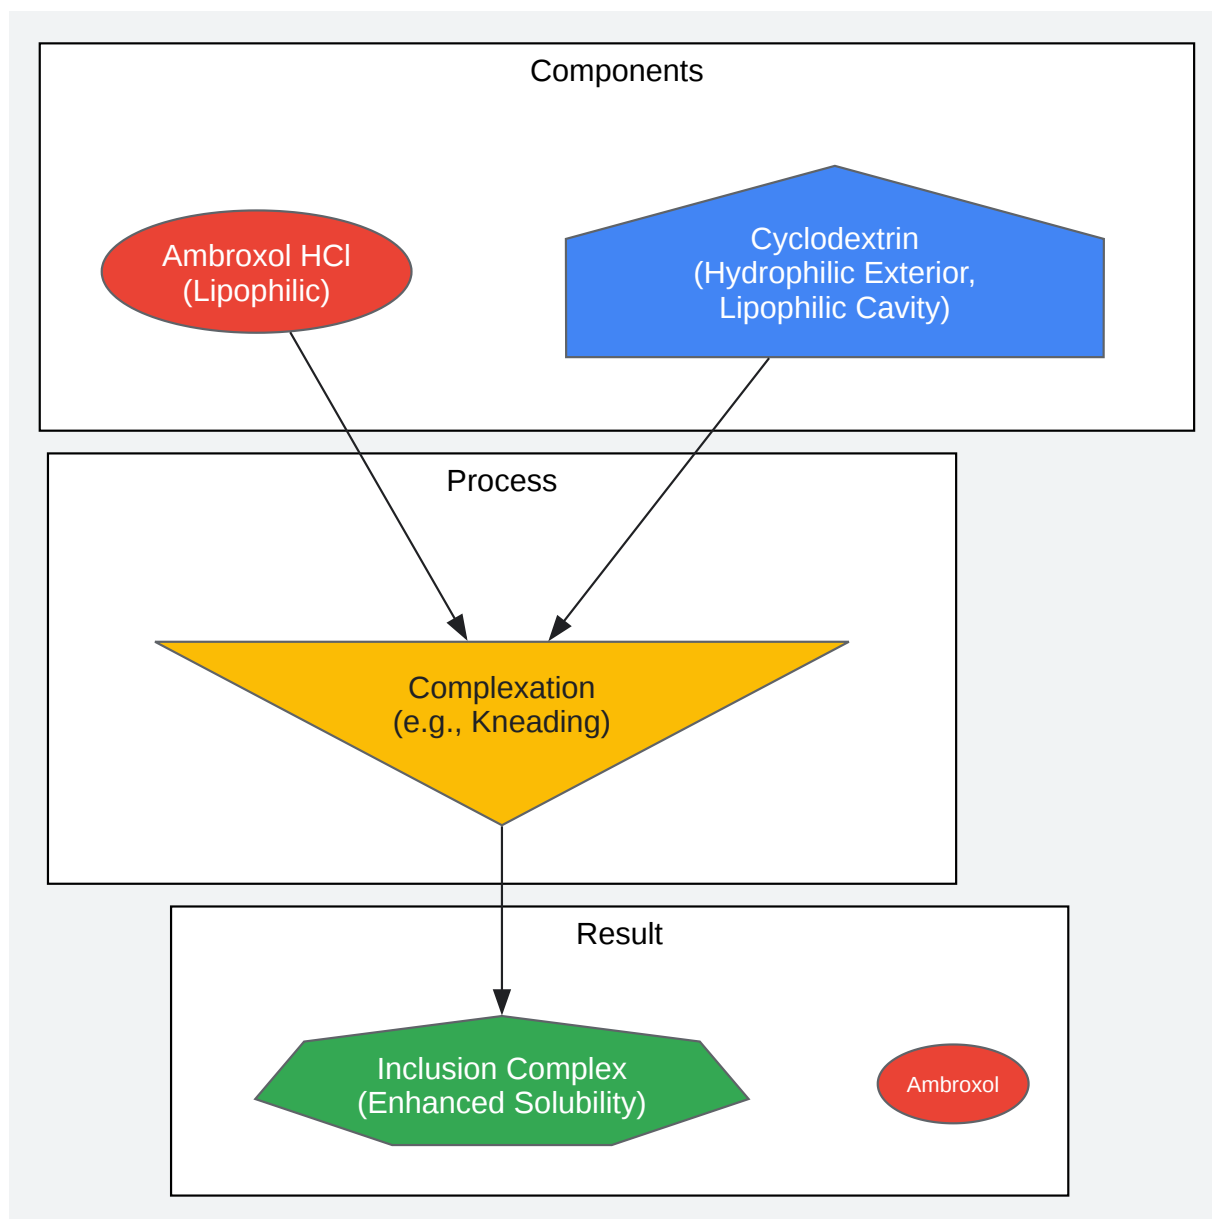 Components
Ambroxol HCl
(Lipophilic)
Cyclodextrin
(Hydrophilic Exterior,
Lipophilic Cavity)
Process
Complexation
(e.g., Kneading)
Result
Inclusion Complex
(Enhanced Solubility)
Ambroxol